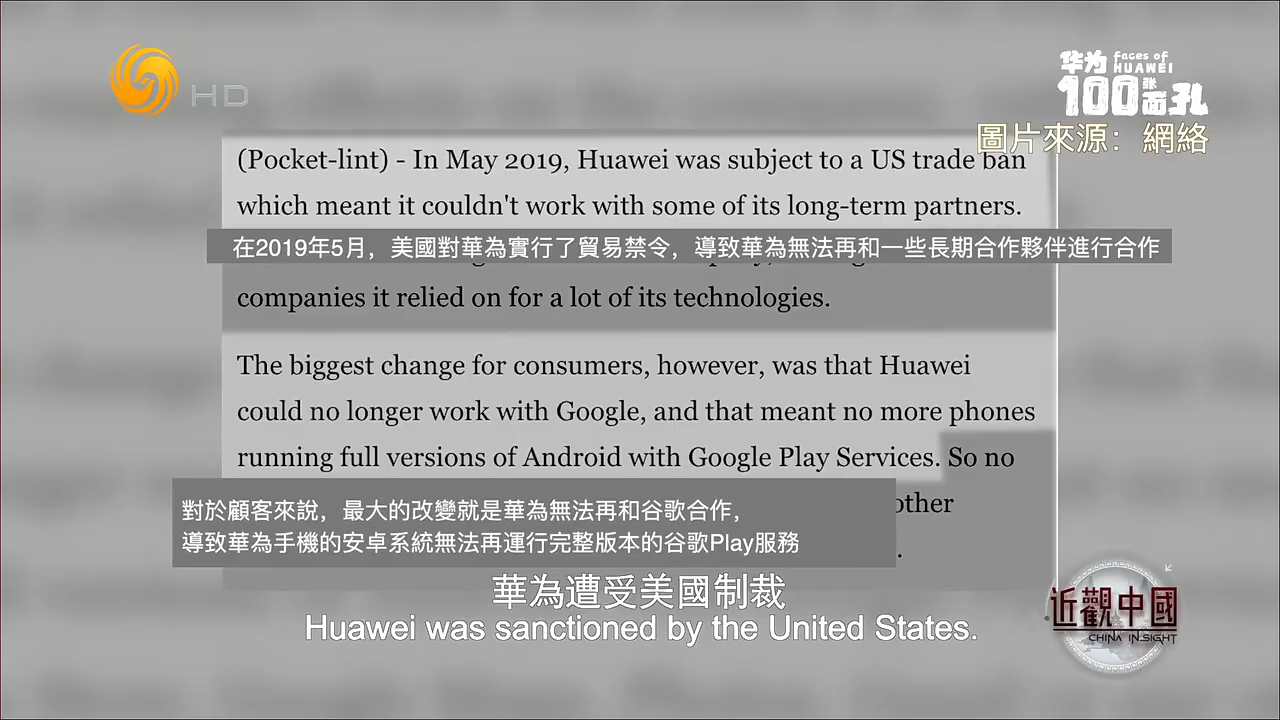 HD
华为 faces of HUAWEI
100张面孔
圖片來源：網絡
(Pocket-lint) - In May 2019, Huawei was subject to a US trade ban
which meant it couldn't work with some of its long-term partners.
在2019年5月，美國對華為實行了貿易禁令，導致華為無法再和一些長期合作夥伴進行合作
companies it relied on for a lot of its technologies.
The biggest change for consumers, however, was that Huawei
could no longer work with Google, and that meant no more phones
running full versions of Android with Google Play Services. So no
other
對於顧客來說，最大的改變就是華為無法再和谷歌合作，
導致華為手機的安卓系統無法再運行完整版本的谷歌Play服務
華為遭受美國制裁
Huawei was sanctioned by the United States.
近觀中國
CHINA INSIGHT